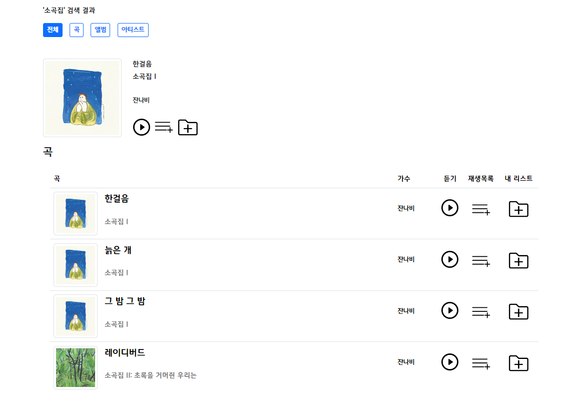 '소곡집' 검색 결과
전체 곡 앨범 아티스트
한걸음
소곡집 I
잔나비
곡
곡 가수 듣기 재생목록 내 리스트
한걸음
소곡집 I
잔나비
늙은 개
소곡집 I
잔나비
그 밤 그 밤
소곡집 I
잔나비
레이디버드
소곡집 II: 초록을 거머쥔 우리는
잔나비